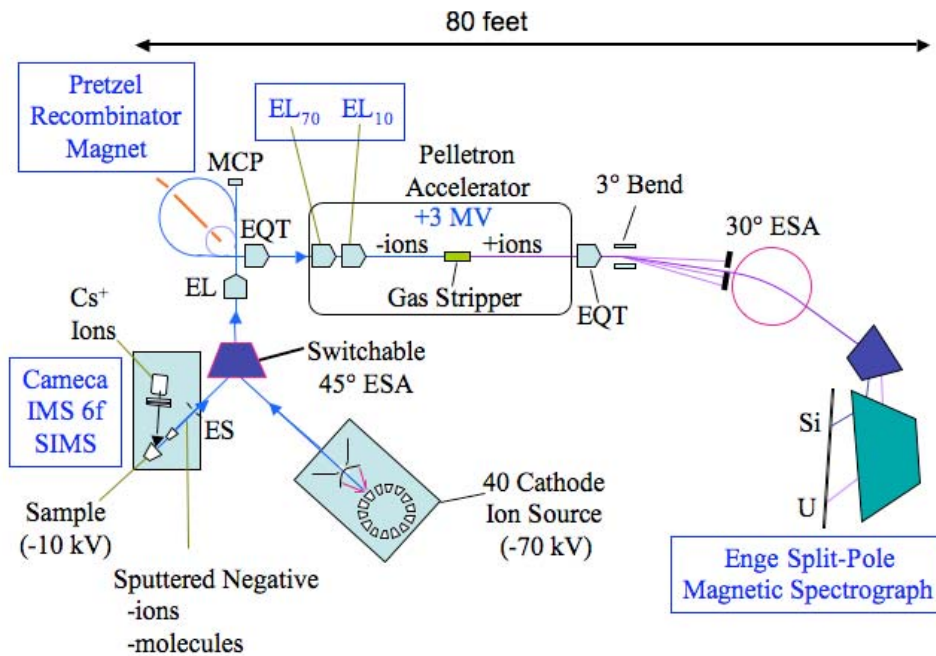 80 feet
Pretzel
Recombinator
Magnet
EL70 EL10
MCP
Pelletron
Accelerator
+3 MV
3° Bend
30° ESA
EQT
-ions
+ions
Gas Stripper
EQT
EL
Cs+
Ions
Switchable
45° ESA
Cameca
IMS 6f
SIMS
ES
Si
U
Sample
(-10 kV)
40 Cathode
Ion Source
(-70 kV)
Enge Split-Pole
Magnetic Spectrograph
Sputtered Negative
-ions
-molecules